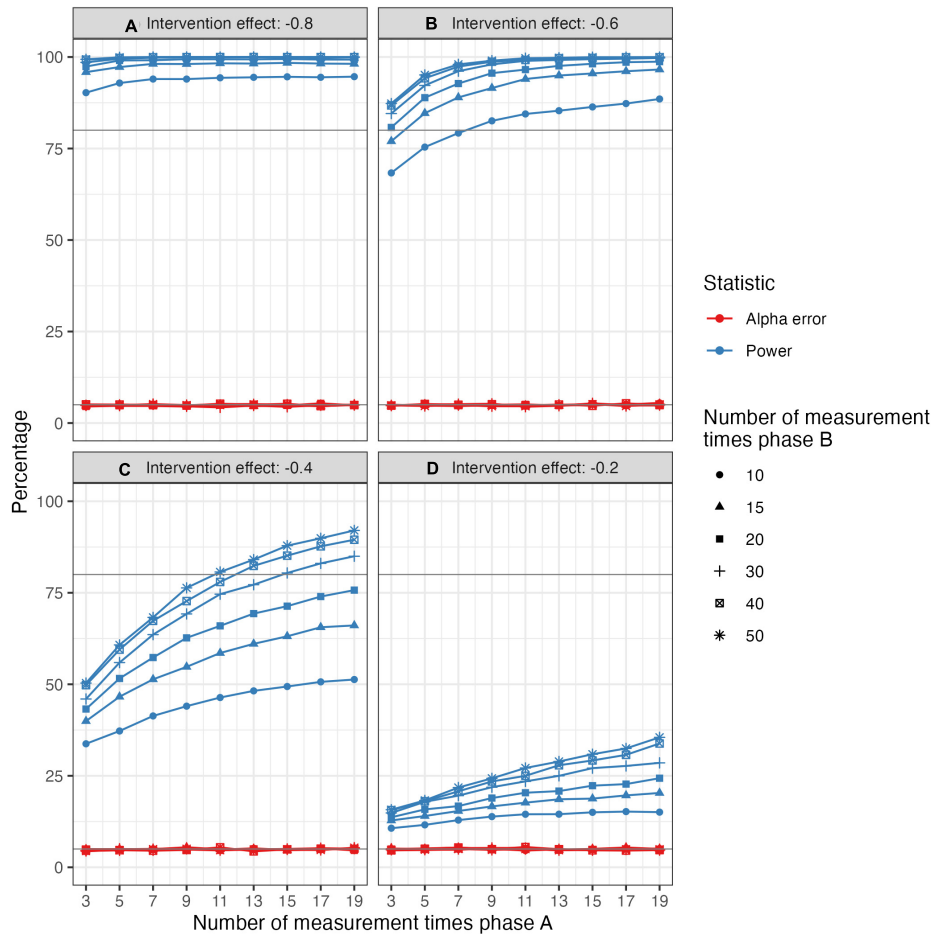 A Intervention effect: -0.8
B Intervention effect: -0.6
100
75
50
25
0
C Intervention effect: -0.4
D Intervention effect: -0.2
100
75
50
25
0
3 5 7 9 11 13 15 17 19
3 5 7 9 11 13 15 17 19
Number of measurement times phase A
Percentage
Statistic
Alpha error
Power
Number of measurement
times phase B
10
15
20
30
40
50